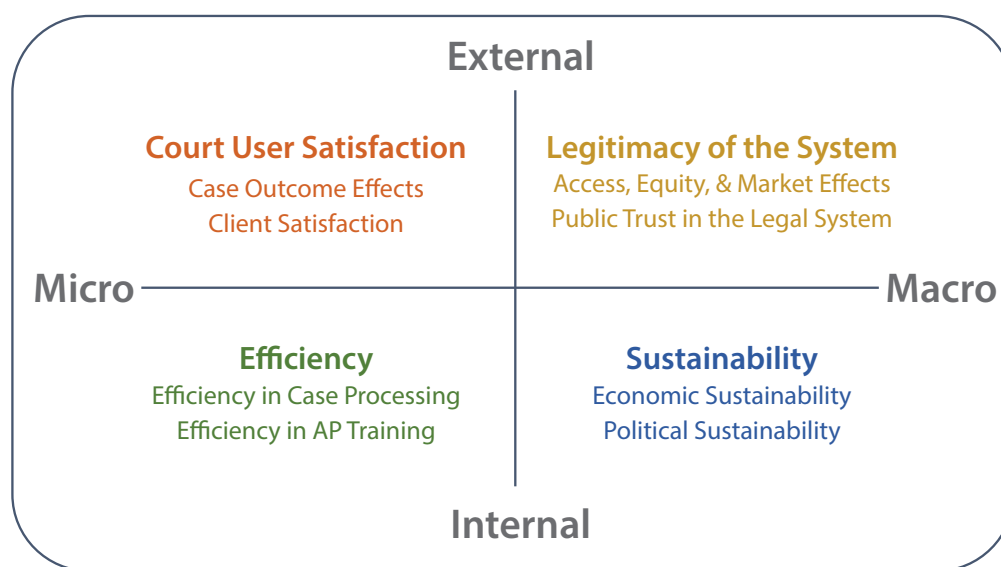 External
Court User Satisfaction
Case Outcome Effects
Client Satisfaction
Legitimacy of the System
Access, Equity, & Market Effects
Public Trust in the Legal System
Micro
Macro
Efficiency
Efficiency in Case Processing
Efficiency in AP Training
Sustainability
Economic Sustainability
Political Sustainability
Internal